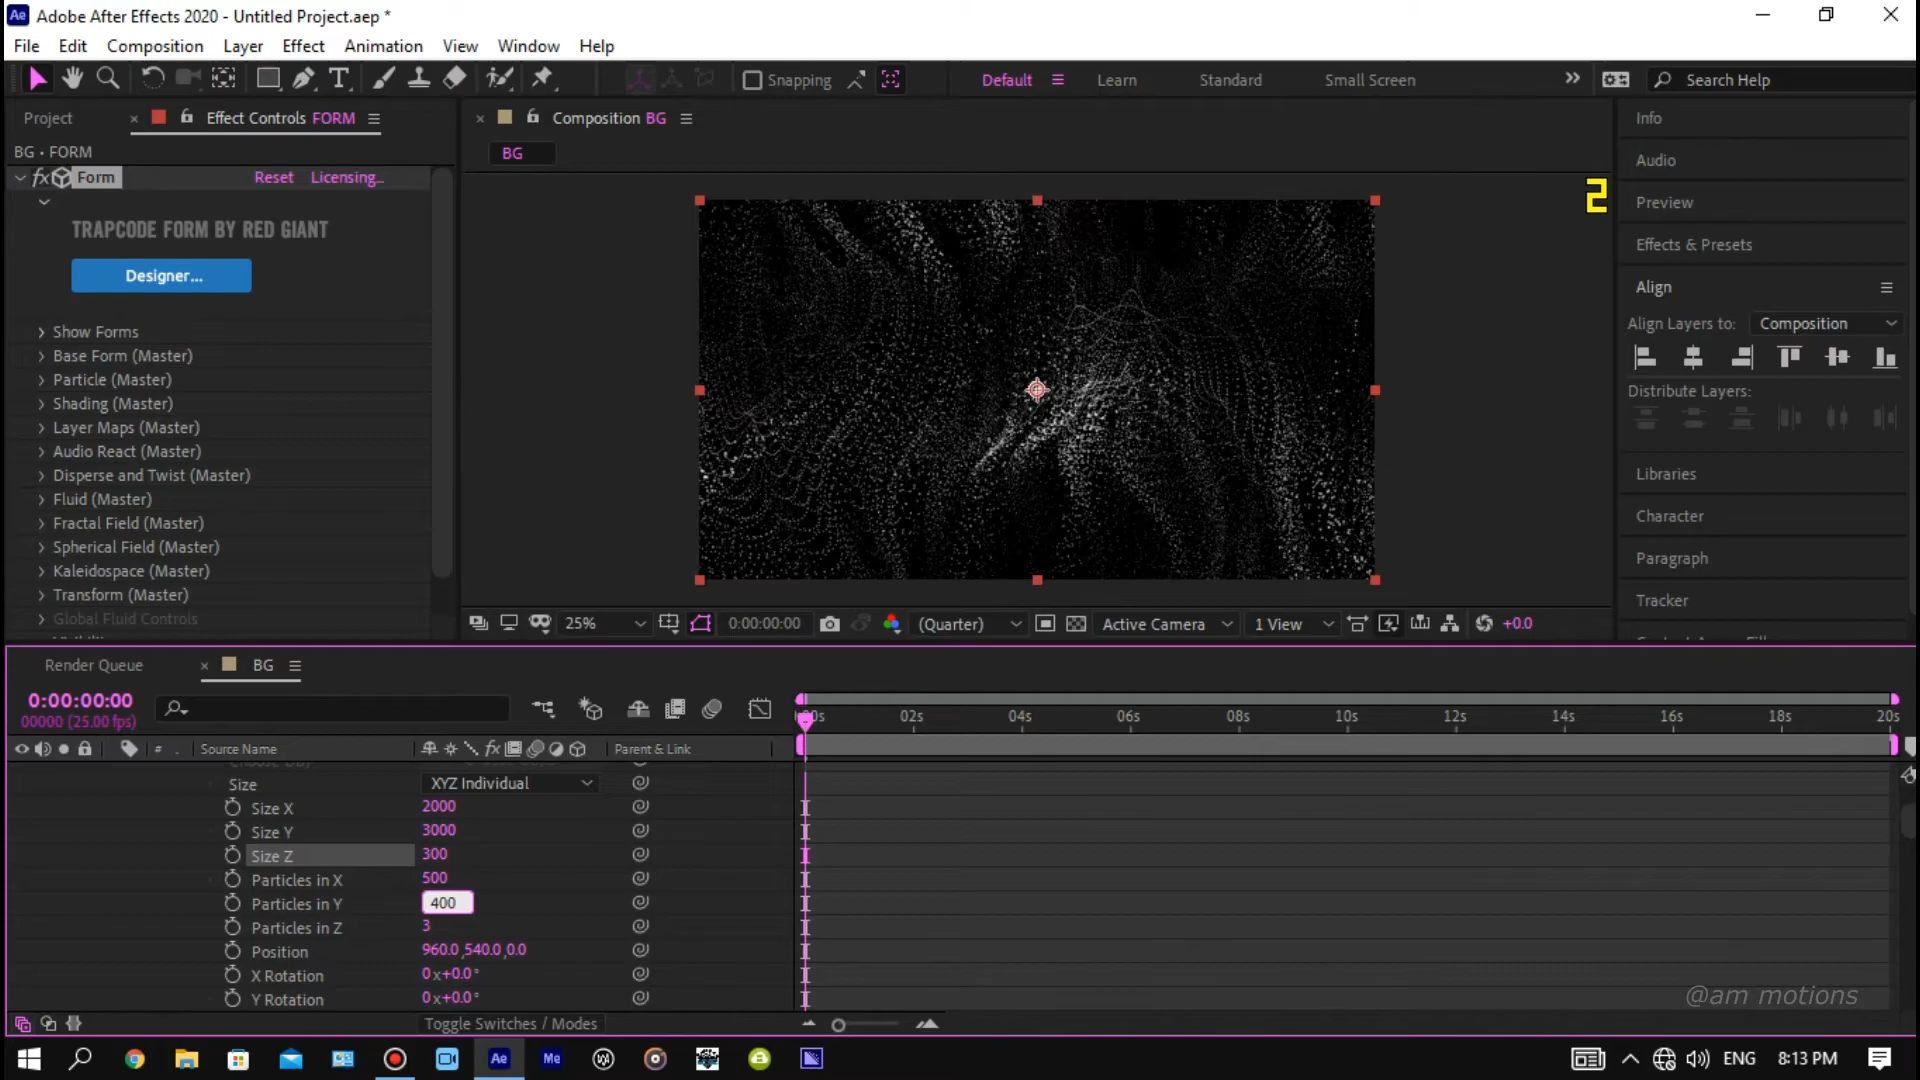 Adobe After Effects 2020 - Untitled Project.aep *
File Edit Composition Layer Effect Animation View Window Help
Snapping Default Learn Standard Small Screen Search Help
Project Effect Controls FORM Composition BG
BG • FORM
BG
Form Reset Licensing...
TRAPCODE FORM BY RED GIANT
Designer...
Show Forms
Base Form (Master)
Particle (Master)
Shading (Master)
Layer Maps (Master)
Audio React (Master)
Disperse and Twist (Master)
Fluid (Master)
Fractal Field (Master)
Spherical Field (Master)
Kaleidospace (Master)
Transform (Master)
Global Fluid Controls
2
25% 0:00:00:00 (Quarter) Active Camera 1 View +0.0
Info
Audio
Preview
Effects & Presets
Align
Align Layers to: Composition
Distribute Layers:
Libraries
Character
Paragraph
Tracker
Render Queue BG
0:00:00:00
00000 (25.00 fps)
02s 04s 06s 08s 10s 12s 14s 16s 18s 20s
# Source Name Parent & Link
Size XYZ Individual
Size X 2000
Size Y 3000
Size Z 300
Particles in X 500
Particles in Y 400
Particles in Z 3
Position 960.0,540.0,0.0
X Rotation 0x+0.0°
Y Rotation 0x+0.0°
@am motions
Toggle Switches / Modes
Ae Me ENG 8:13 PM